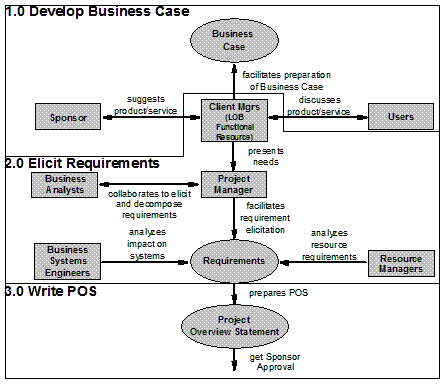 1.0 Develop Business Case
Business
Case
facilitates preparation
of Business Case
suggests
product/service
discusses
product/service
Sponsor
Client Mgrs
(LOB
Functional
Resource)
Users
presents
needs
2.0 Elicit Requirements
Business
Analysts
Project
Manager
collaborates to elicit
and decompose
requirements
facilitates
requirement
elicitation
analyzes
impact on
systems
analyzes
resource
requirements
Business
Systems
Engineers
Requirements
Resource
Managers
3.0 Write POS
prepares POS
Project
Overview Statement
get Sponsor
Approval